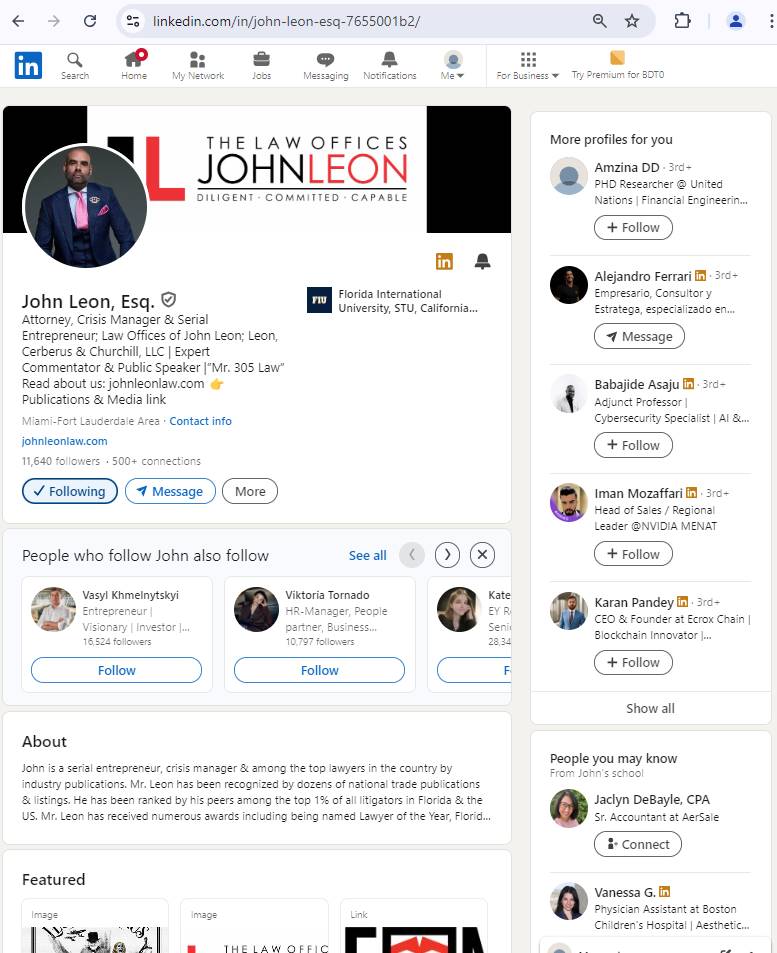 linkedin.com/in/john-leon-esq-7655001b2/
in
Search
Home
My Network
Jobs
Messaging
Notifications
Me
For Business
Try Premium for BDT0
THE LAW OFFICES
JOHNLEON
DILIGENT · COMMITTED · CAPABLE
in
John Leon, Esq.
Attorney, Crisis Manager & Serial
Entrepreneur; Law Offices of John Leon; Leon,
Cerberus & Churchill, LLC | Expert
Commentator & Public Speaker |"Mr. 305 Law"
Read about us: johnleonlaw.com 👉
Publications & Media link
FIU
Florida International
University, STU, California...
Miami-Fort Lauderdale Area · Contact info
johnleonlaw.com
11,640 followers · 500+ connections
Following
Message
More
People who follow John also follow
See all
Vasyl Khmelnytskyi
Entrepreneur |
Visionary | Investor |...
16,524 followers
Follow
Viktoria Tornado
HR-Manager, People
partner, Business...
10,797 followers
Follow
Kate
EY R
Senio
28,34
F
About
John is a serial entrepreneur, crisis manager & among the top lawyers in the country by
industry publications. Mr. Leon has been recognized by dozens of national trade publications
& listings. He has been ranked by his peers among the top 1% of all litigators in Florida & the
US. Mr. Leon has received numerous awards including being named Lawyer of the Year, Florid...
Featured
Image
Image
THE LAW OFFIC
Link
More profiles for you
Amzina DD · 3rd+
PHD Researcher @ United
Nations | Financial Engineerin...
+ Follow
Alejandro Ferrari in · 3rd+
Empresario, Consultor y
Estratega, especializado en...
Message
Babajide Asaju in · 3rd+
Adjunct Professor |
Cybersecurity Specialist | AI &...
+ Follow
Iman Mozaffari in · 3rd+
Head of Sales / Regional
Leader @NVIDIA MENAT
+ Follow
Karan Pandey in · 3rd+
CEO & Founder at Ecrox Chain |
Blockchain Innovator |...
+ Follow
Show all
People you may know
From John's school
Jaclyn DeBayle, CPA
Sr. Accountant at AerSale
Connect
Vanessa G. in
Physician Assistant at Boston
Children's Hospital | Aesthetic...